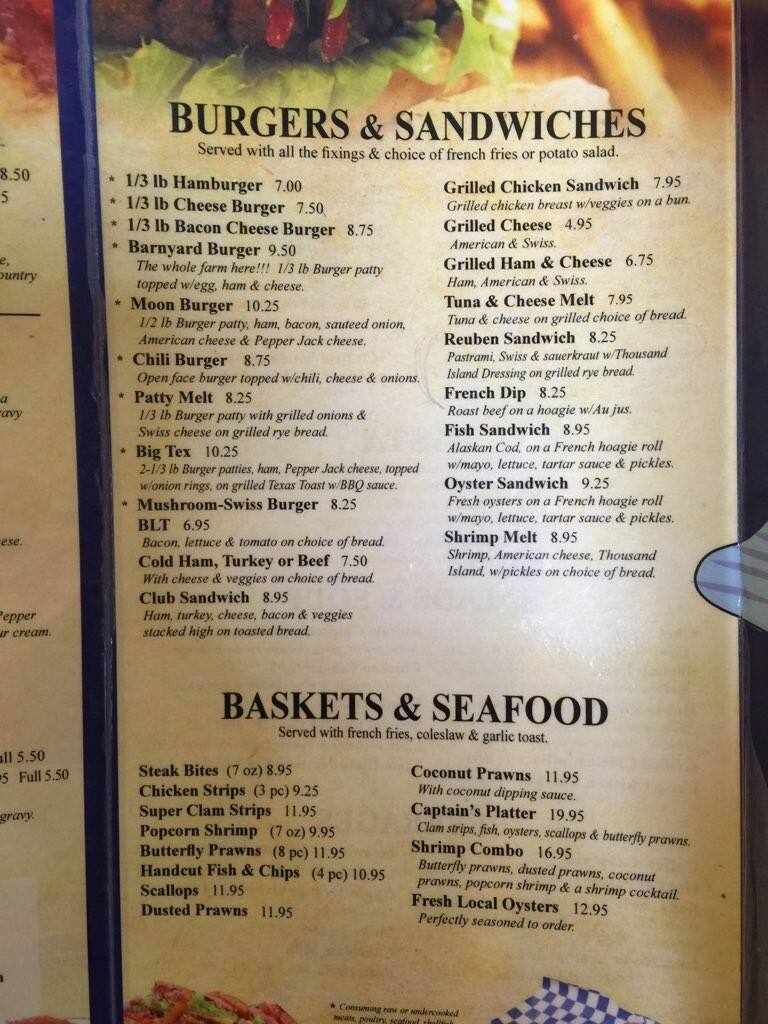 8.50
5
e,
ountry
a
avy
ese.
Pepper
ur cream.
ull 5.50
95 Full 5.50
gravy.
BURGERS & SANDWICHES
Served with all the fixings & choice of french fries or potato salad.
* 1/3 lb Hamburger 7.00
* 1/3 lb Cheese Burger 7.50
* 1/3 lb Bacon Cheese Burger 8.75
* Barnyard Burger 9.50
The whole farm here!!! 1/3 lb Burger patty
topped w/egg, ham & cheese.
* Moon Burger 10.25
1/2 lb Burger patty, ham, bacon, sauteed onion,
American cheese & Pepper Jack cheese.
* Chili Burger 8.75
Open face burger topped w/chili, cheese & onions.
* Patty Melt 8.25
1/3 lb Burger patty with grilled onions &
Swiss cheese on grilled rye bread.
* Big Tex 10.25
2-1/3 lb Burger patties, ham, Pepper Jack cheese, topped
w/onion rings, on grilled Texas Toast w/BBQ sauce.
* Mushroom-Swiss Burger 8.25
BLT 6.95
Bacon, lettuce & tomato on choice of bread.
Cold Ham, Turkey or Beef 7.50
With cheese & veggies on choice of bread.
Club Sandwich 8.95
Ham, turkey, cheese, bacon & veggies
stacked high on toasted bread.
Grilled Chicken Sandwich 7.95
Grilled chicken breast w/veggies on a bun.
Grilled Cheese 4.95
American & Swiss.
Grilled Ham & Cheese 6.75
Ham, American & Swiss.
Tuna & Cheese Melt 7.95
Tuna & cheese on grilled choice of bread.
Reuben Sandwich 8.25
Pastrami, Swiss & sauerkraut w/Thousand
Island Dressing on grilled rye bread.
French Dip 8.25
Roast beef on a hoagie w/Au jus.
Fish Sandwich 8.95
Alaskan Cod, on a French hoagie roll
w/mayo, lettuce, tartar sauce & pickles.
Oyster Sandwich 9.25
Fresh oysters on a French hoagie roll
w/mayo, lettuce, tartar sauce & pickles.
Shrimp Melt 8.95
Shrimp, American cheese, Thousand
Island, w/pickles on choice of bread.
BASKETS & SEAFOOD
Served with french fries, coleslaw & garlic toast.
Steak Bites (7 oz) 8.95
Chicken Strips (3 pc) 9.25
Super Clam Strips 11.95
Popcorn Shrimp (7 oz) 9.95
Butterfly Prawns (8 pc) 11.95
Handcut Fish & Chips (4 pc) 10.95
Scallops 11.95
Dusted Prawns 11.95
Coconut Prawns 11.95
With coconut dipping sauce.
Captain's Platter 19.95
Clam strips, fish, oysters, scallops & butterfly prawns.
Shrimp Combo 16.95
Butterfly prawns, dusted prawns, coconut
prawns, popcorn shrimp & a shrimp cocktail.
Fresh Local Oysters 12.95
Perfectly seasoned to order.
* Consuming raw or undercooked
meats, poultry, seafood, shellfish